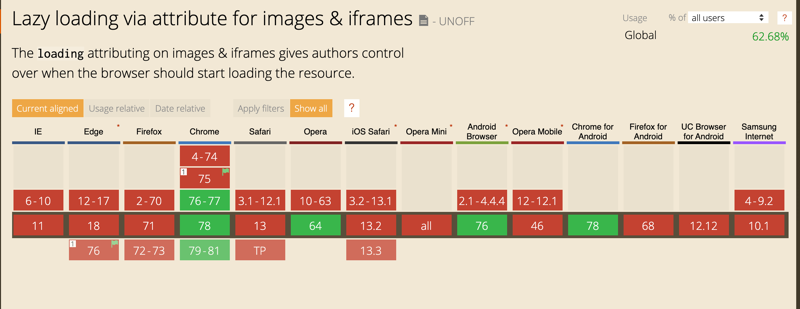 Lazy loading via attribute for images & iframes - UNOFF
Usage % of all users ?
Global 62.68%
The loading attributing on images & iframes gives authors control
over when the browser should start loading the resource.
Current aligned Usage relative Date relative Apply filters Show all ?
IE Edge * Firefox Chrome Safari Opera iOS Safari * Opera Mini * Android Browser * Opera Mobile * Chrome for Android Firefox for Android UC Browser for Android Samsung Internet
4-74
1 75
6-10 12-17 2-70 76-77 3.1-12.1 10-63 3.2-13.1 2.1-4.4.4 12-12.1 4-9.2
11 18 71 78 13 64 13.2 all 76 46 78 68 12.12 10.1
1 76 72-73 79-81 TP 13.3